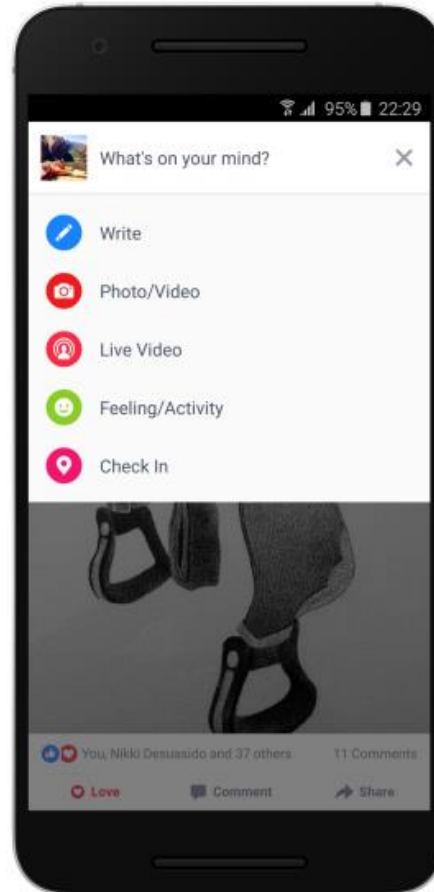 95% 22:29
What's on your mind?
Write
Photo/Video
Live Video
Feeling/Activity
Check In
You, Nikki Desuasido and 37 others 11 Comments
Love Comment Share